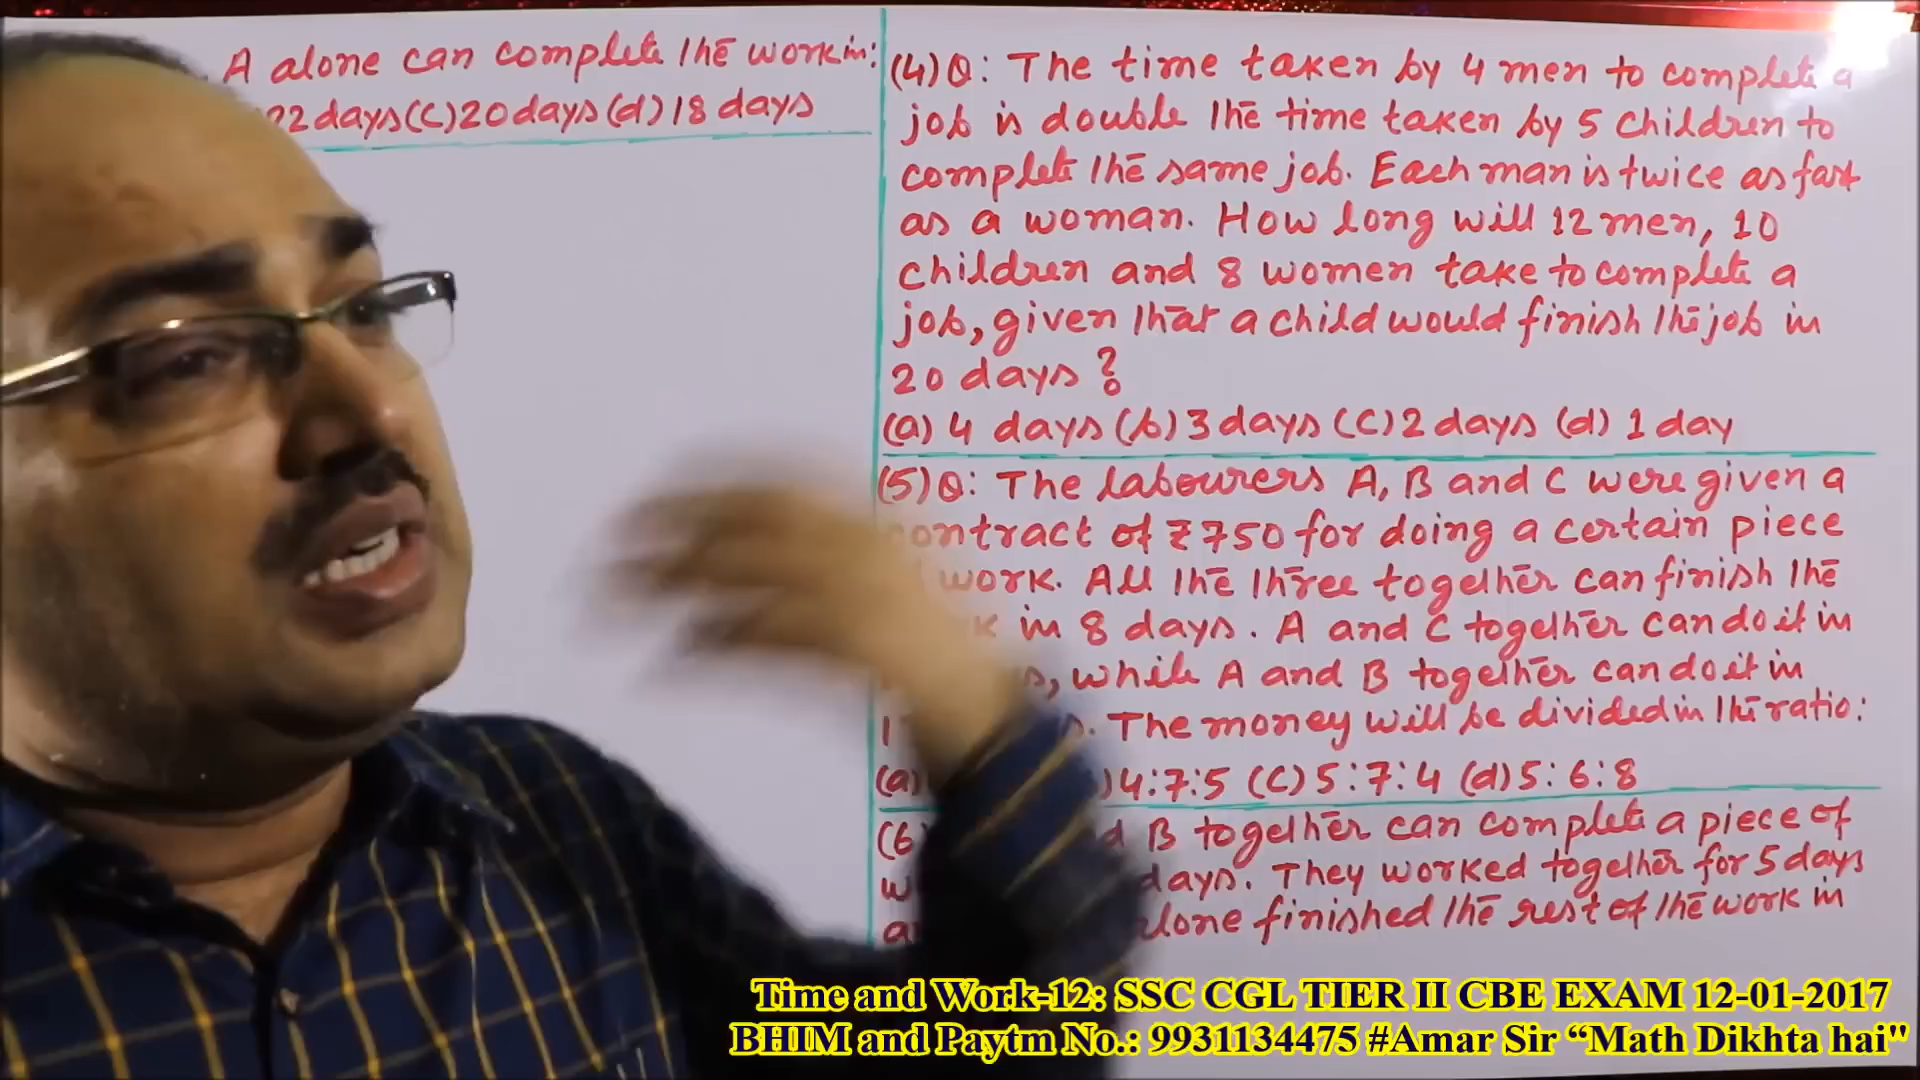 A alone can complete the work in:
22 days (c) 20 days (d) 18 days
(4) Q: The time taken by 4 men to complete a
job is double the time taken by 5 children to
complete the same job. Each man is twice as fast
as a woman. How long will 12 men, 10
children and 8 women take to complete a
job, given that a child would finish the job in
20 days ?
(a) 4 days (b) 3 days (c) 2 days (d) 1 day
(5) Q: The labourers A, B and C were given a
contract of ₹750 for doing a certain piece
work. All the three together can finish the
in 8 days. A and C together can do it in
while A and B together can do it in
The money will be divided in the ratio:
(a) 4:7:5 (c) 5:7:4 (d) 5:6:8
(6 B together can complete a piece of
days. They worked together for 5 days
alone finished the rest of the work in
Time and Work-12: SSC CGL TIER II CBE EXAM 12-01-2017
BHIM and Paytm No.: 9931134475 #Amar Sir “Math Dikhta hai"